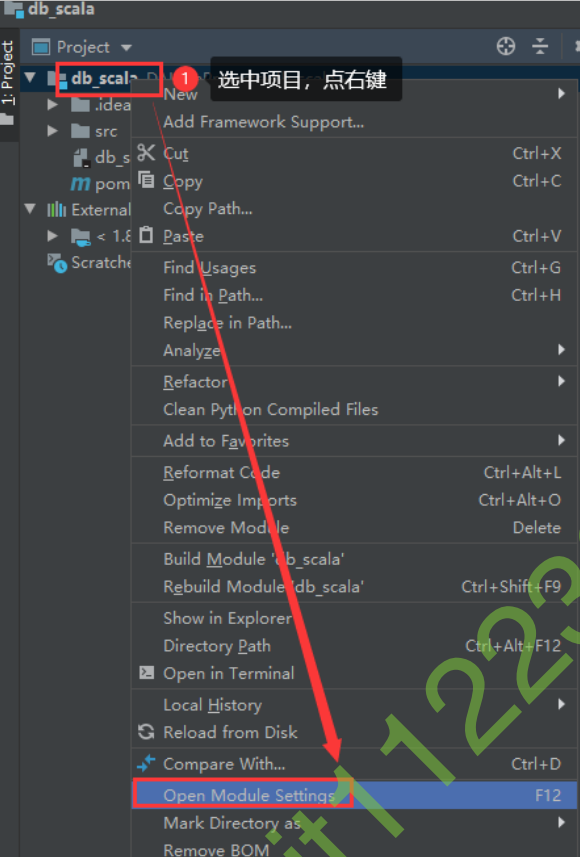 db_scala
1: Project
Project
db_scala
1 选中项目，点右键
.idea
src
db_s
m pom
External
< 1.8
Scratche
New
Add Framework Support...
Cut Ctrl+X
Copy Ctrl+C
Copy Path...
Paste Ctrl+V
Find Usages Ctrl+G
Find in Path... Ctrl+H
Replace in Path...
Analyze
Refactor
Clean Python Compiled Files
Add to Favorites
Reformat Code Ctrl+Alt+L
Optimize Imports Ctrl+Alt+O
Remove Module Delete
Build Module 'db_scala'
Rebuild Module 'db_scala' Ctrl+Shift+F9
Show in Explorer
Directory Path Ctrl+Alt+F12
Open in Terminal
Local History
Reload from Disk
Compare With... Ctrl+D
Open Module Settings F12
Mark Directory as
Remove BOM
it11223